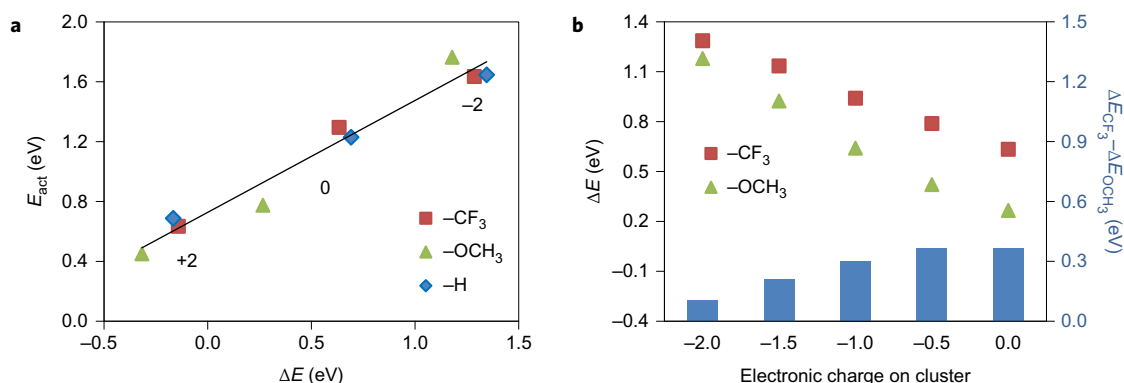 a
2.0
1.6
1.2
0.8
0.4
0.0
E_act (eV)
–2
0
+2
–CF₃
–OCH₃
–H
–0.5
0.0
0.5
1.0
1.5
ΔE (eV)
b
1.4
1.1
0.8
0.5
0.2
–0.1
–0.4
ΔE (eV)
–CF₃
–OCH₃
1.5
1.2
0.9
0.6
0.3
0.0
ΔE_CF₃–ΔE_OCH₃ (eV)
–2.0
–1.5
–1.0
–0.5
0.0
Electronic charge on cluster